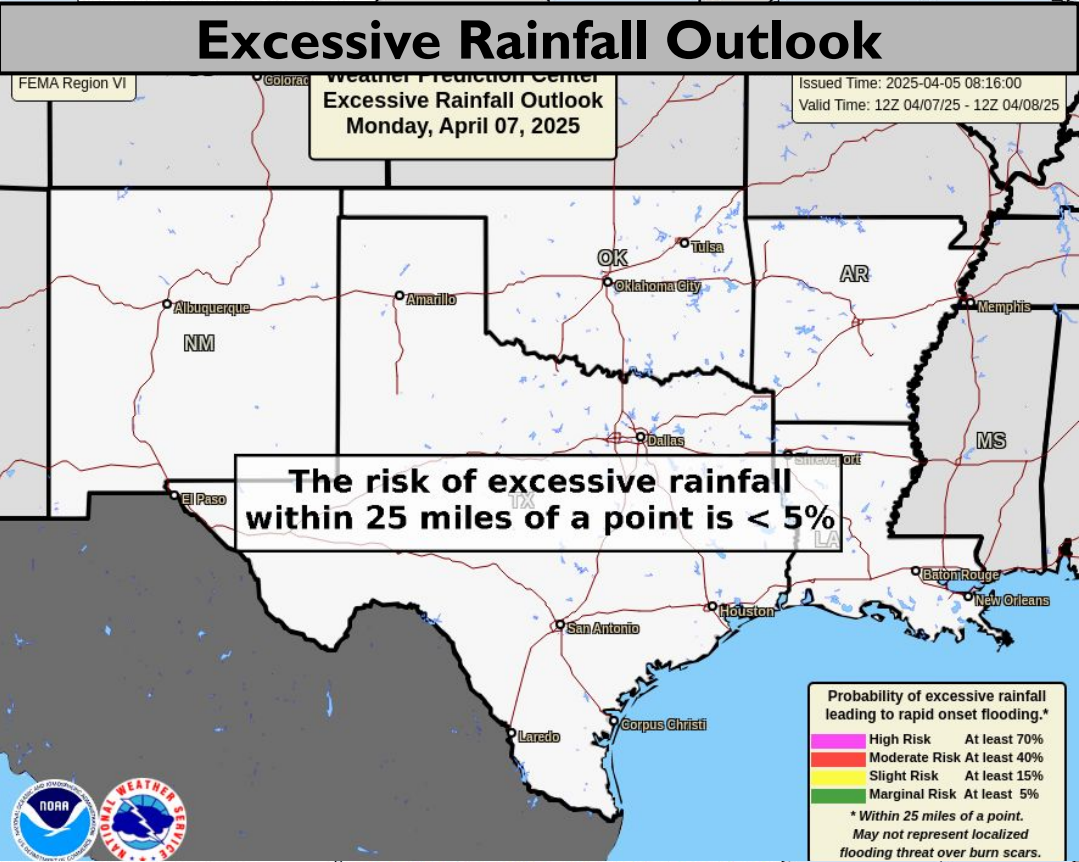 Excessive Rainfall Outlook
FEMA Region VI
Weather Prediction Center
Excessive Rainfall Outlook
Monday, April 07, 2025
Issued Time: 2025-04-05 08:16:00
Valid Time: 12Z 04/07/25 - 12Z 04/08/25
Colorad
Tulsa
OK
Oklahoma City
AR
Albuquerque
Amarillo
Memphis
NM
Dallas
MS
Shreveport
El Paso
The risk of excessive rainfall
within 25 miles of a point is < 5%
TX
LA
Baton Rouge
New Orleans
Houston
San Antonio
Corpus Christi
Laredo
Probability of excessive rainfall
leading to rapid onset flooding.*
High Risk At least 70%
Moderate Risk At least 40%
Slight Risk At least 15%
Marginal Risk At least 5%
* Within 25 miles of a point.
May not represent localized
flooding threat over burn scars.
NOAA
NATIONAL WEATHER SERVICE